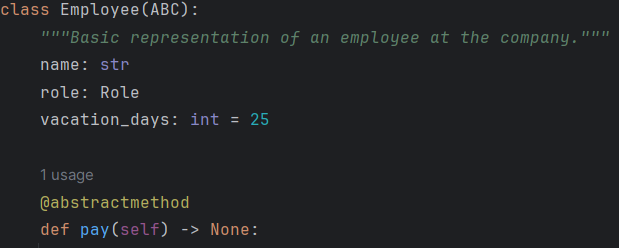 class Employee(ABC):
"""Basic representation of an employee at the company."""
name: str
role: Role
vacation_days: int = 25
1 usage
@abstractmethod
def pay(self) -> None: